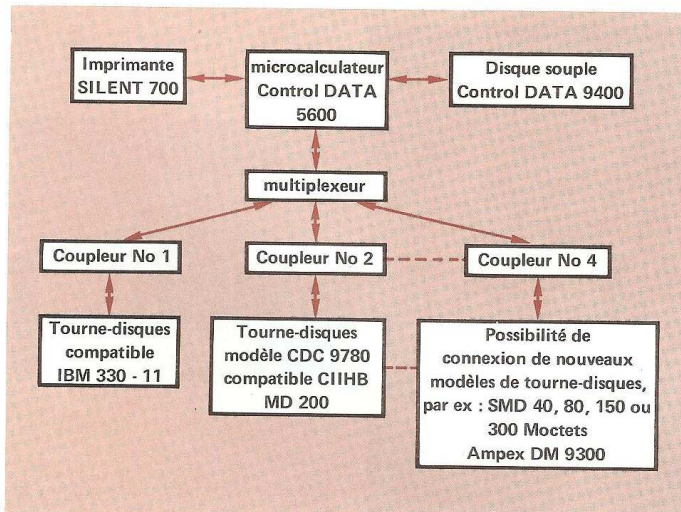 Imprimante
SILENT 700
microcalculateur
Control DATA
5600
Disque souple
Control DATA 9400
multiplexeur
Coupleur No 1
Coupleur No 2
Coupleur No 4
Tourne-disques
compatible
IBM 330 - 11
Tourne-disques
modèle CDC 9780
compatible CIIHB
MD 200
Possibilité de
connexion de nouveaux
modèles de tourne-disques,
par ex : SMD 40, 80, 150 ou
300 Moctets
Ampex DM 9300